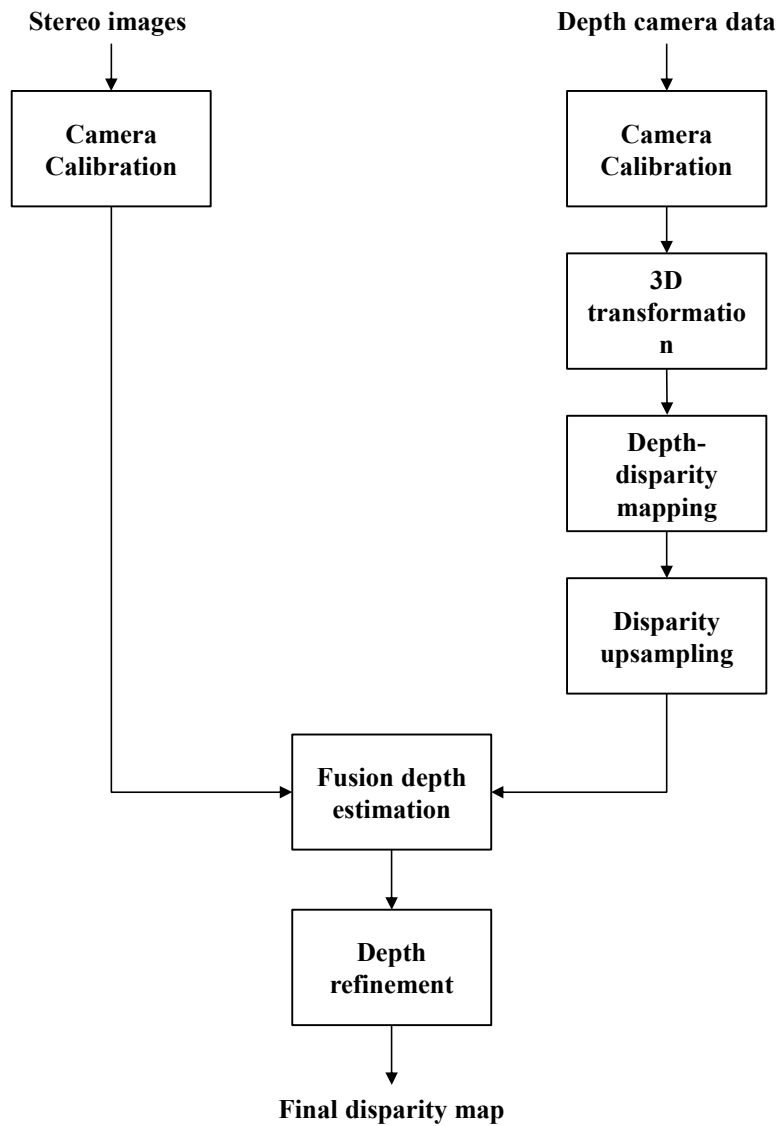 Stereo images
Depth camera data
Camera
Calibration
Camera
Calibration
3D
transformatio
n
Depth-
disparity
mapping
Disparity
upsampling
Fusion depth
estimation
Depth
refinement
Final disparity map